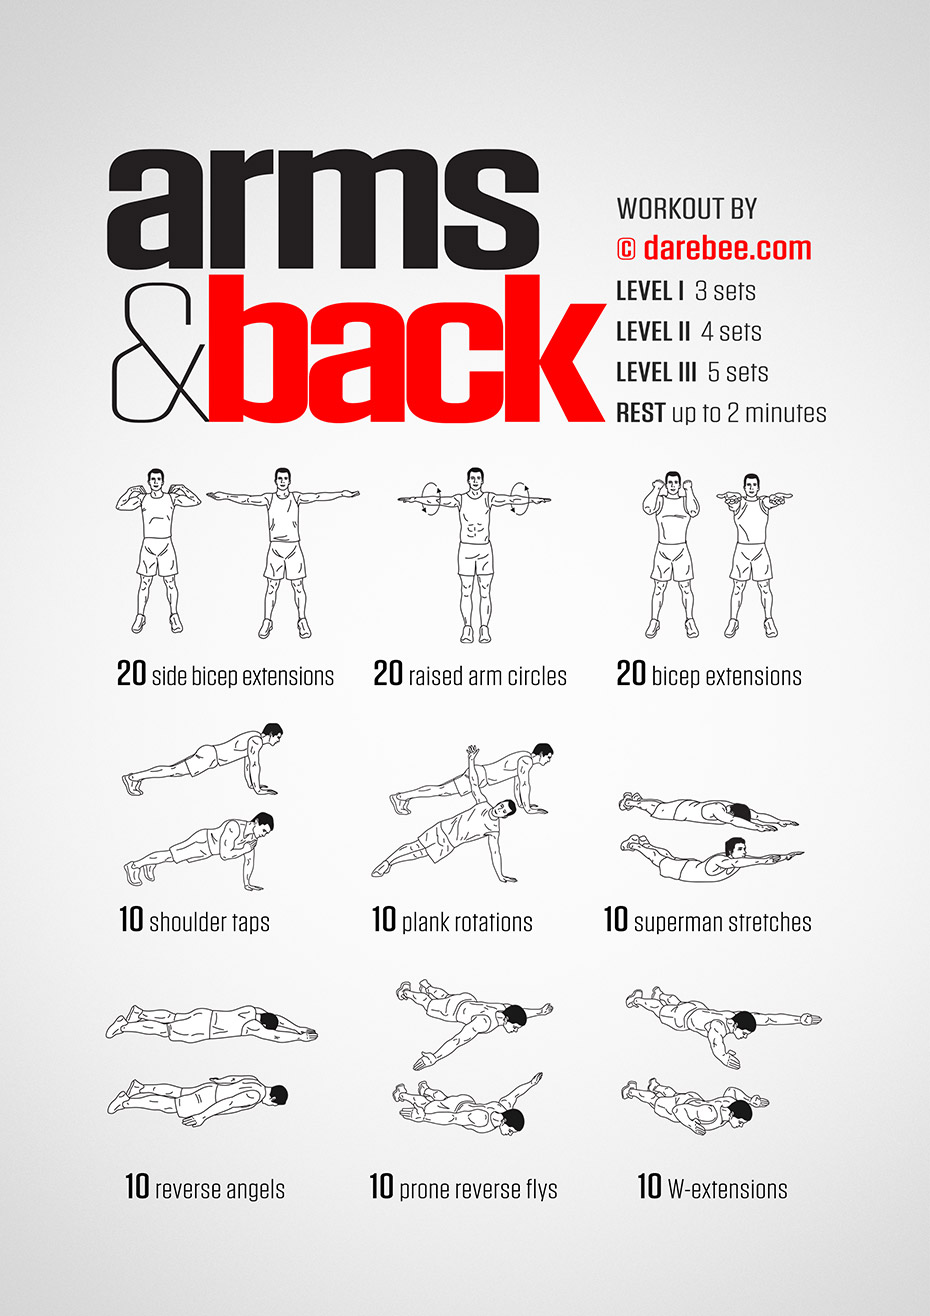 arms
&back
WORKOUT BY
© darebee.com
LEVEL I 3 sets
LEVEL II 4 sets
LEVEL III 5 sets
REST up to 2 minutes
20 side bicep extensions
20 raised arm circles
20 bicep extensions
10 shoulder taps
10 plank rotations
10 superman stretches
10 reverse angels
10 prone reverse flys
10 W-extensions